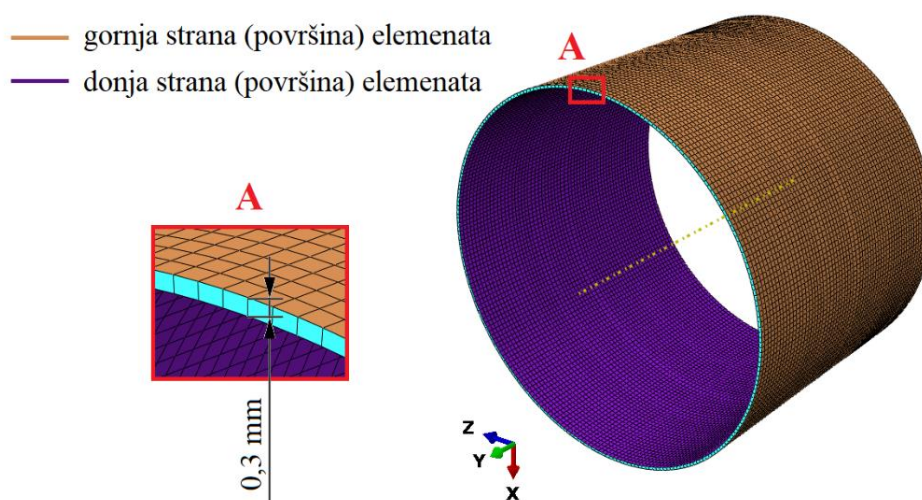 gornja strana (površina) elemenata
donja strana (površina) elemenata
A
A
0,3 mm
Z
Y
X